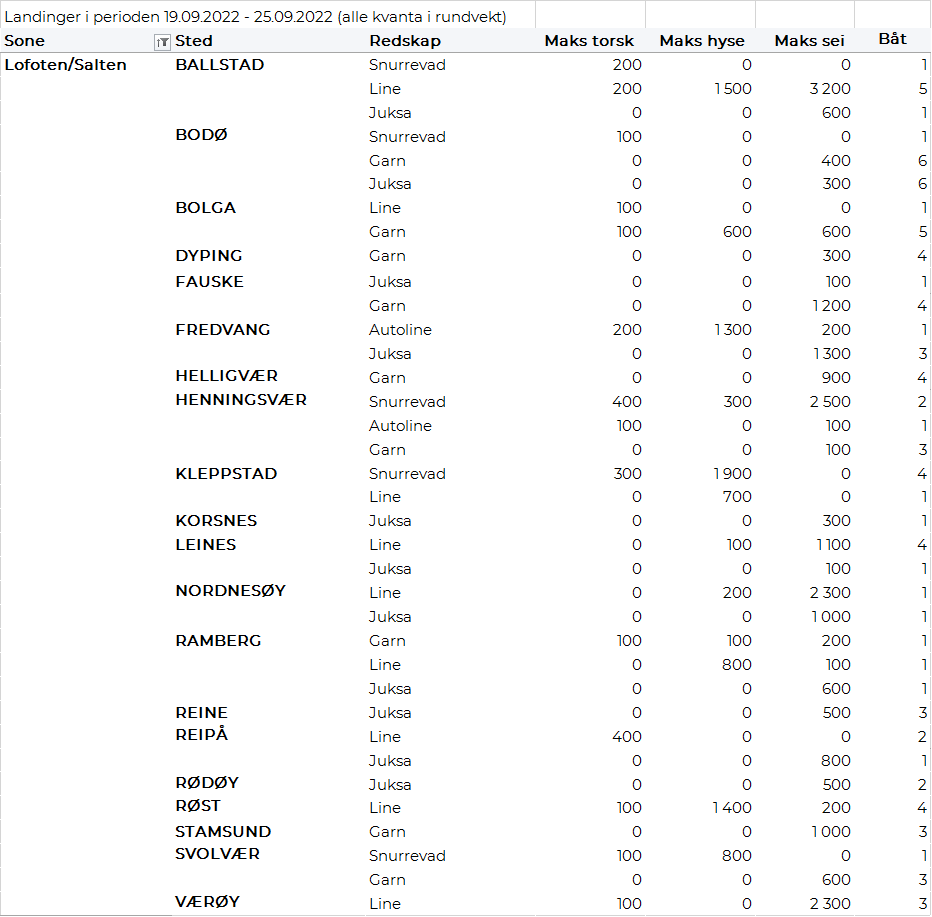 Landinger i perioden 19.09.2022 - 25.09.2022 (alle kvanta i rundvekt)
Sone Sted Redskap Maks torsk Maks hyse Maks sei Båt
Lofoten/Salten BALLSTAD Snurrevad 200 0 0 1
Line 200 1 500 3 200 5
Juksa 0 0 600 1
BODØ Snurrevad 100 0 0 1
Garn 0 0 400 6
Juksa 0 0 300 6
BOLGA Line 100 0 0 1
Garn 100 600 600 5
DYPING Garn 0 0 300 4
FAUSKE Juksa 0 0 100 1
Garn 0 0 1 200 4
FREDVANG Autoline 200 1 300 200 1
Juksa 0 0 1 300 3
HELLIGVÆR Garn 0 0 900 4
HENNINGSVÆR Snurrevad 400 300 2 500 2
Autoline 100 0 100 1
Garn 0 0 100 3
KLEPPSTAD Snurrevad 300 1 900 0 4
Line 0 700 0 1
KORSNES Juksa 0 0 300 1
LEINES Line 0 100 1 100 4
Juksa 0 0 100 1
NORDNESØY Line 0 200 2 300 1
Juksa 0 0 1 000 1
RAMBERG Garn 100 100 200 1
Line 0 800 100 1
Juksa 0 0 600 1
REINE Juksa 0 0 500 3
REIPÅ Line 400 0 0 2
Juksa 0 0 800 1
RØDØY Juksa 0 0 500 2
RØST Line 100 1 400 200 4
STAMSUND Garn 0 0 1 000 3
SVOLVÆR Snurrevad 100 800 0 1
Garn 0 0 600 3
VÆRØY Line 100 0 2 300 3